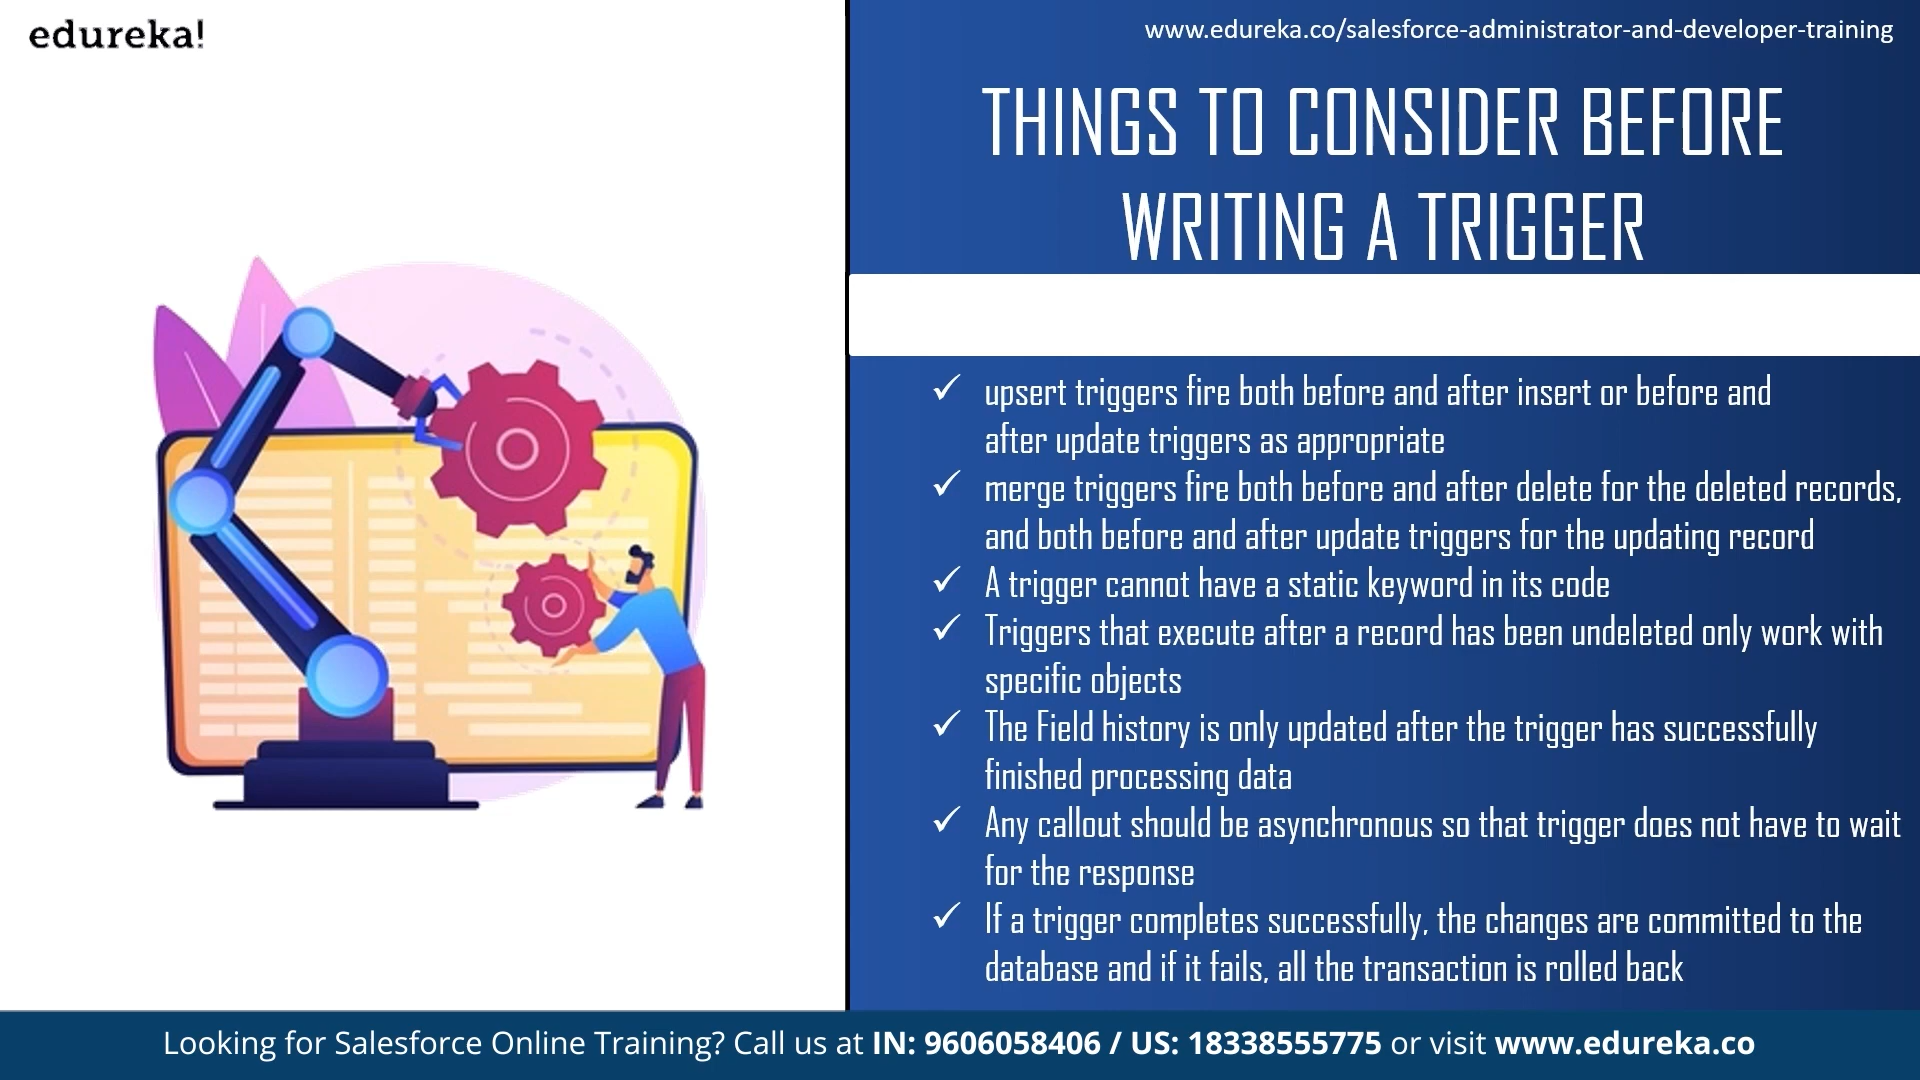 edureka!
www.edureka.co/salesforce-administrator-and-developer-training
THINGS TO CONSIDER BEFORE
WRITING A TRIGGER
✓ upsert triggers fire both before and after insert or before and
after update triggers as appropriate
✓ merge triggers fire both before and after delete for the deleted records,
and both before and after update triggers for the updating record
✓ A trigger cannot have a static keyword in its code
✓ Triggers that execute after a record has been undeleted only work with
specific objects
✓ The Field history is only updated after the trigger has successfully
finished processing data
✓ Any callout should be asynchronous so that trigger does not have to wait
for the response
✓ If a trigger completes successfully, the changes are committed to the
database and if it fails, all the transaction is rolled back
Looking for Salesforce Online Training? Call us at IN: 9606058406 / US: 18338555775 or visit www.edureka.co